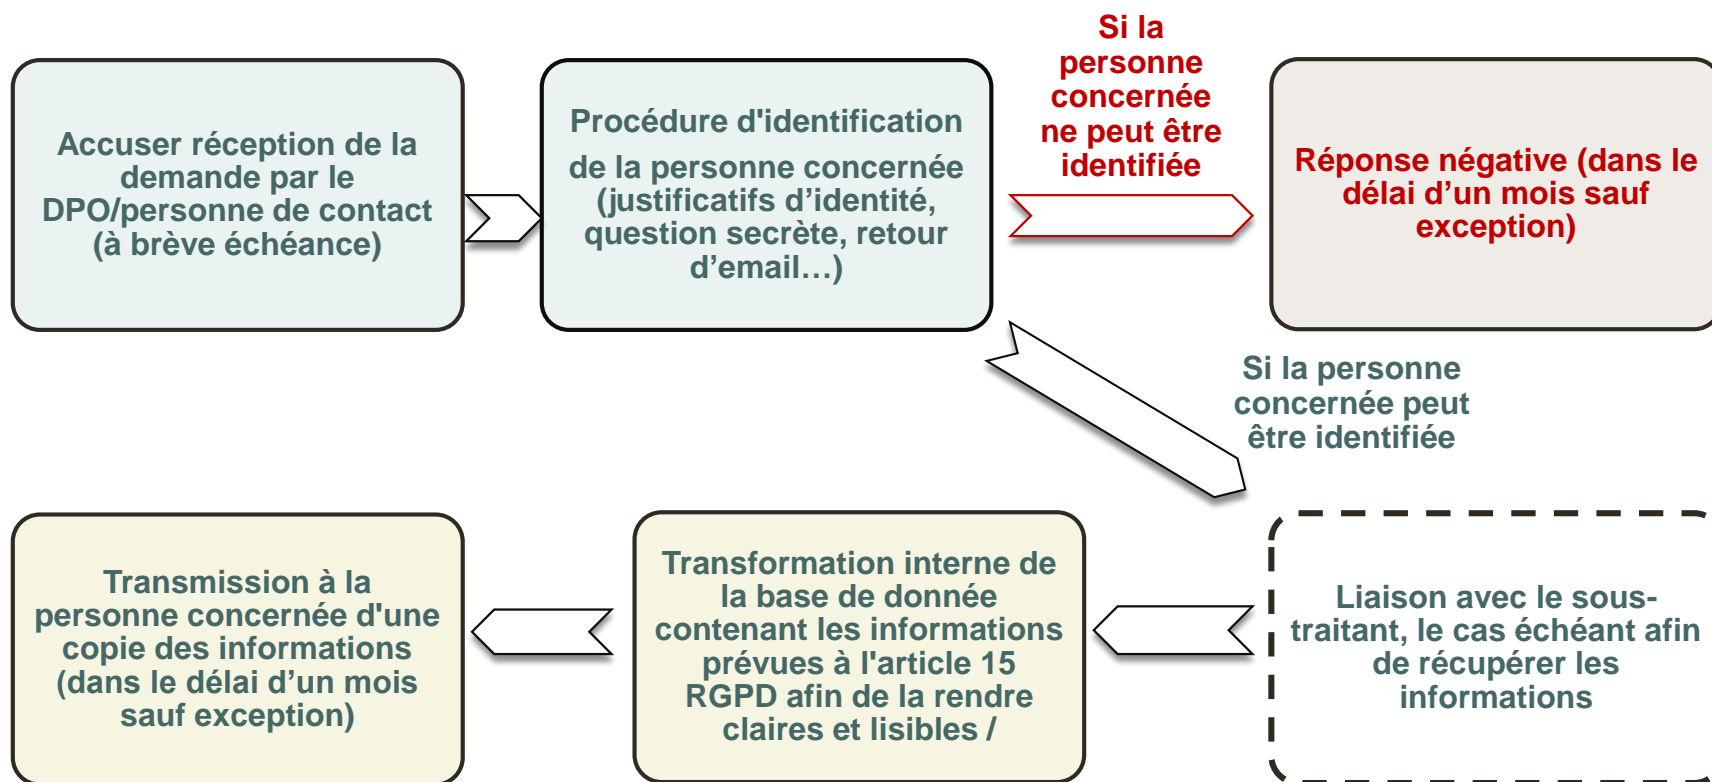 Accuser réception de la
demande par le
DPO/personne de contact
(à brève échéance)
Procédure d'identification
de la personne concernée
(justificatifs d’identité,
question secrète, retour
d’email…)
Si la
personne
concernée
ne peut être
identifiée
Réponse négative (dans le
délai d’un mois sauf
exception)
Si la personne
concernée peut
être identifiée
Liaison avec le sous-
traitant, le cas échéant afin
de récupérer les
informations
Transformation interne de
la base de donnée
contenant les informations
prévues à l'article 15
RGPD afin de la rendre
claires et lisibles /
Transmission à la
personne concernée d'une
copie des informations
(dans le délai d’un mois
sauf exception)